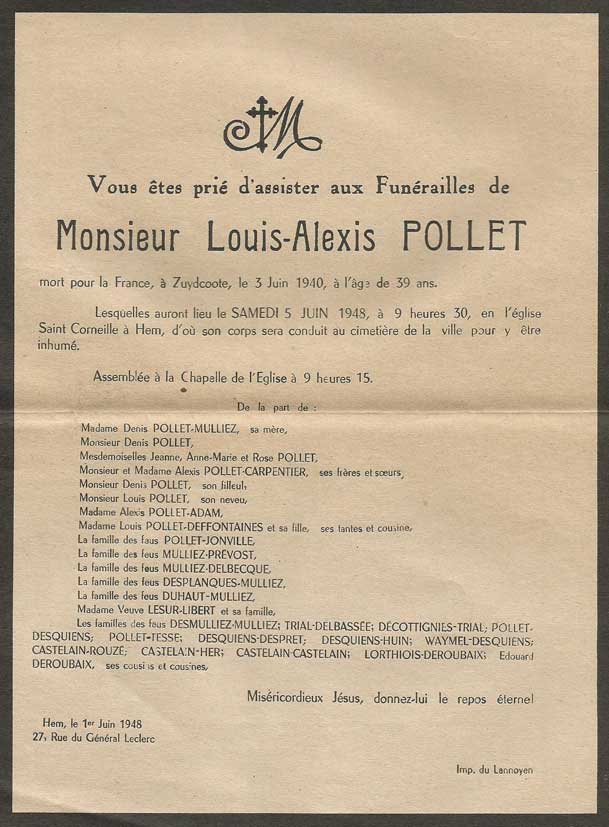 Vous êtes prié d'assister aux Funérailles de
Monsieur Louis-Alexis POLLET
mort pour la France, à Zuydcoote, le 3 Juin 1940, à l'âge de 39 ans.
Lesquelles auront lieu le SAMEDI 5 JUIN 1948, à 9 heures 30, en l'église
Saint Corneille à Hem, d'où son corps sera conduit au cimetière de la ville pour y être
inhumé.
Assemblée à la Chapelle de l'Eglise à 9 heures 15.
De la part de :
Madame Denis POLLET-MULLIEZ, sa mère,
Monsieur Denis POLLET,
Mesdemoiselles Jeanne, Anne-Marie et Rose POLLET,
Monsieur et Madame Alexis POLLET-CARPENTIER, ses frères et sœurs,
Monsieur Denis POLLET, son filleul,
Monsieur Louis POLLET, son neveu,
Madame Alexis POLLET-ADAM,
Madame Louis POLLET-DEFFONTAINES et sa fille, ses tantes et cousine,
La famille des feus POLLET-JONVILLE,
La famille des feus MULLIEZ-PRÉVOST,
La famille des feus MULLIEZ-DELBECQUE,
La famille des feus DESPLANQUES-MULLIEZ,
La famille des feus DUHAUT-MULLIEZ,
Madame Veuve LESUR-LIBERT et sa famille,
Les familles des feus DESMULLIEZ-MULLIEZ; TRIAL-DELBASSÉE; DÉCOTTIGNIES-TRIAL; POLLET-
DESQUIENS; POLLET-TESSE; DESQUIENS-DESPRET; DESQUIENS-HUIN; WAYMEL-DESQUIENS;
CASTELAIN-ROUZÉ; CASTELAIN-HER; CASTELAIN-CASTELAIN; LORTHIOIS-DEROUBAIX; Edouard
DEROUBAIX, ses cousins et cousines,
Miséricordieux Jésus, donnez-lui le repos éternel
Hem, le 1er Juin 1948
27, Rue du Général Leclerc
Imp. du Lannoyen